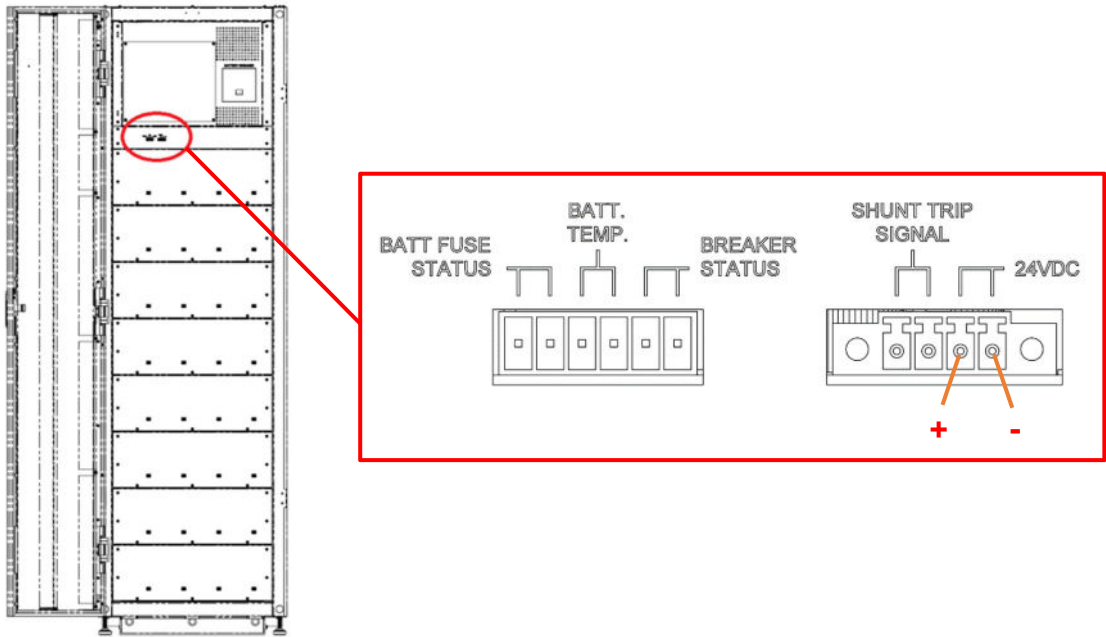 BATT FUSE
STATUS
BATT.
TEMP.
BREAKER
STATUS
SHUNT TRIP
SIGNAL
24VDC
+
-